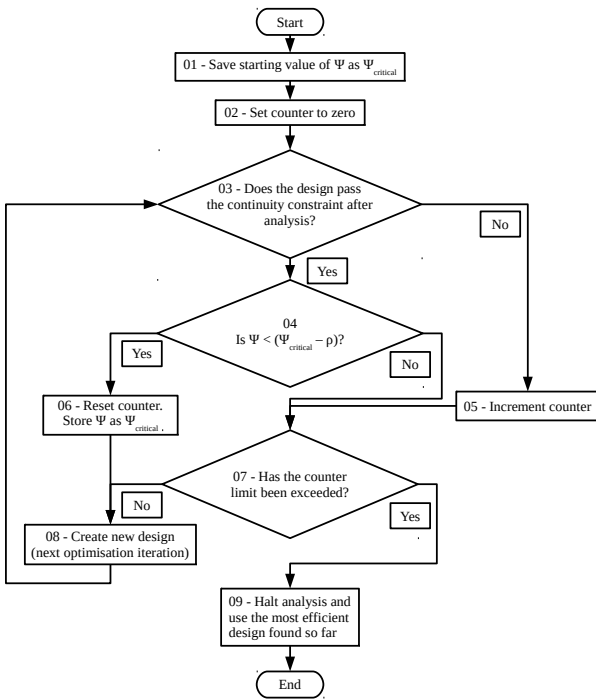 Start
01 - Save starting value of Ψ as Ψcritical
02 - Set counter to zero
03 - Does the design pass
the continuity constraint after
analysis?
No
Yes
04
Is Ψ < (Ψcritical – ρ)?
Yes
No
06 - Reset counter.
Store Ψ as Ψcritical .
05 - Increment counter
07 - Has the counter
limit been exceeded?
No
Yes
08 - Create new design
(next optimisation iteration)
09 - Halt analysis and
use the most efficient
design found so far
End